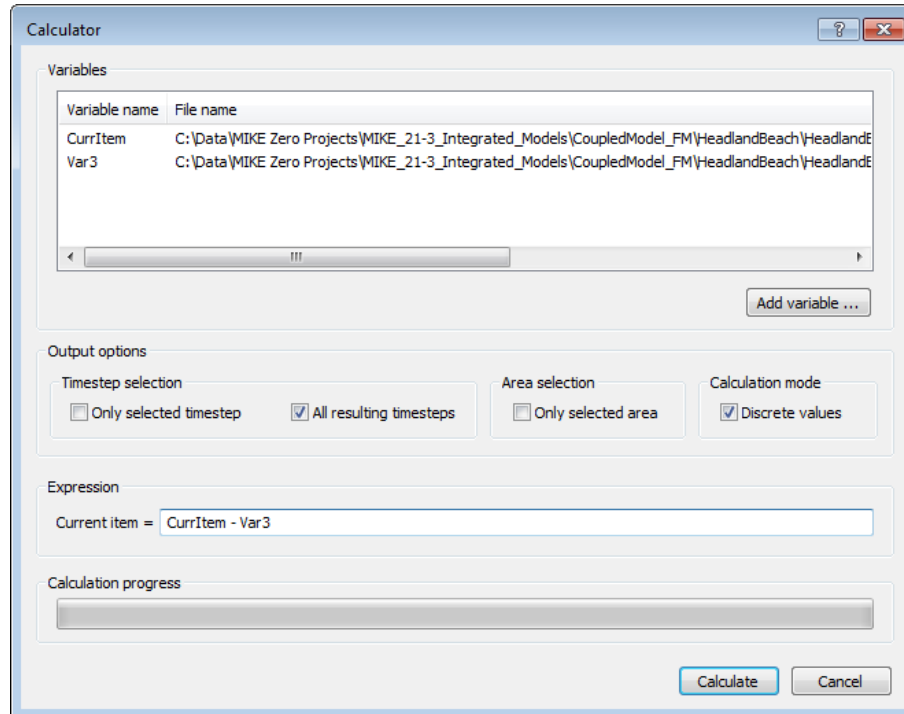 Calculator
Variables
Variable name File name
CurrItem C:\Data\MIKE Zero Projects\MIKE_21-3_Integrated_Models\CoupledModel_FM\HeadlandBeach\HeadlandB
Var3 C:\Data\MIKE Zero Projects\MIKE_21-3_Integrated_Models\CoupledModel_FM\HeadlandBeach\HeadlandB
Add variable ...
Output options
Timestep selection Area selection Calculation mode
Only selected timestep All resulting timesteps Only selected area Discrete values
Expression
Current item = CurrItem - Var3
Calculation progress
Calculate Cancel